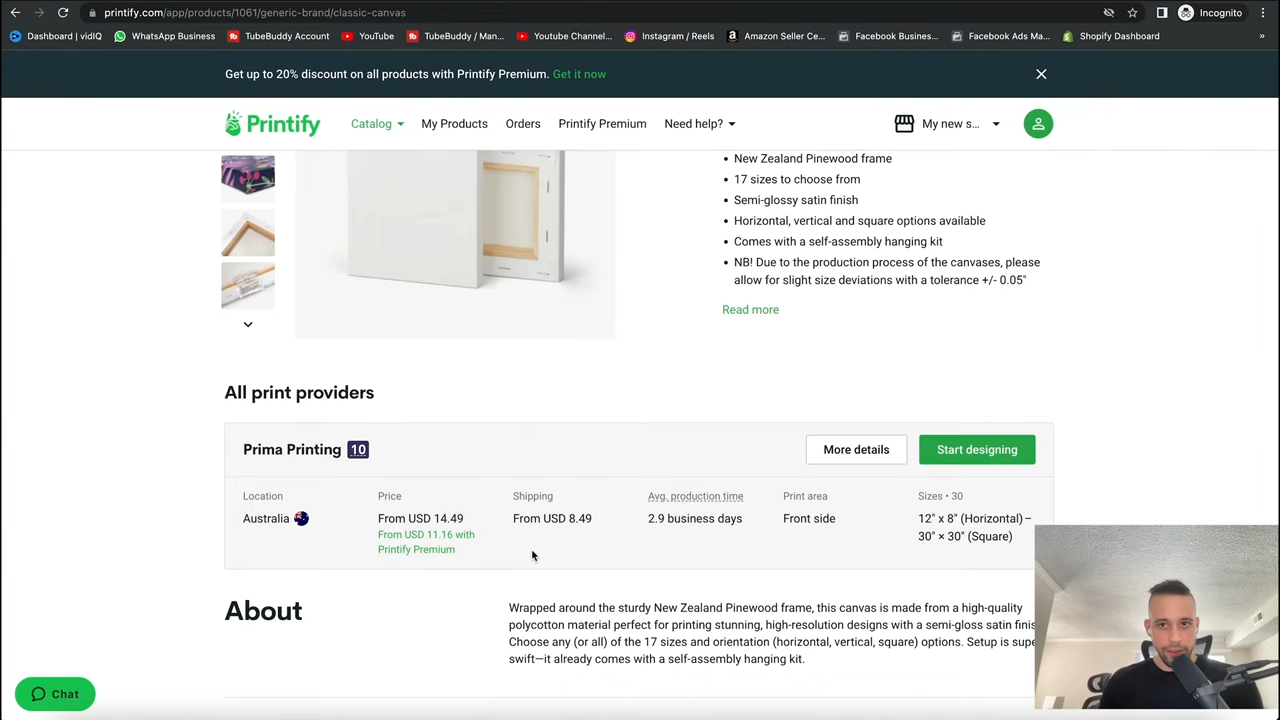 printify.com/app/products/1061/generic-brand/classic-canvas
Incognito
Dashboard | vidIQ
WhatsApp Business
TubeBuddy Account
YouTube
TubeBuddy / Man...
Youtube Channel...
Instagram / Reels
Amazon Seller Ce...
Facebook Busines...
Facebook Ads Ma...
Shopify Dashboard
»
Get up to 20% discount on all products with Printify Premium. Get it now
Printify
Catalog
My Products
Orders
Printify Premium
Need help?
My new s...
• New Zealand Pinewood frame
• 17 sizes to choose from
• Semi-glossy satin finish
• Horizontal, vertical and square options available
• Comes with a self-assembly hanging kit
• NB! Due to the production process of the canvases, please
allow for slight size deviations with a tolerance +/- 0.05"
Read more
All print providers
Prima Printing 10
More details
Start designing
Location
Price
Shipping
Avg. production time
Print area
Sizes • 30
Australia
From USD 14.49
From USD 8.49
2.9 business days
Front side
12" x 8" (Horizontal) –
30" × 30" (Square)
From USD 11.16 with
Printify Premium
About
Wrapped around the sturdy New Zealand Pinewood frame, this canvas is made from a high-quality
polycotton material perfect for printing stunning, high-resolution designs with a semi-gloss satin finis
Choose any (or all) of the 17 sizes and orientation (horizontal, vertical, square) options. Setup is supe
swift—it already comes with a self-assembly hanging kit.
Chat